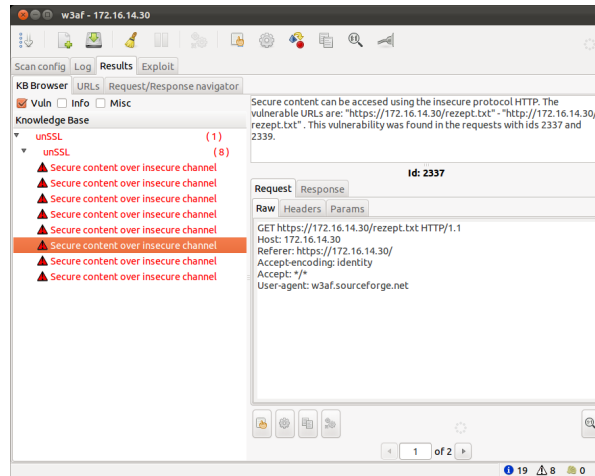 w3af - 172.16.14.30
Scan config Log Results Exploit
KB Browser URLs Request/Response navigator
Vuln Info Misc
Knowledge Base
unSSL (1)
unSSL (8)
Secure content over insecure channel
Secure content over insecure channel
Secure content over insecure channel
Secure content over insecure channel
Secure content over insecure channel
Secure content over insecure channel
Secure content over insecure channel
Secure content over insecure channel
Secure content can be accesed using the insecure protocol HTTP. The
vulnerable URLs are: "https://172.16.14.30/rezept.txt" - "http://172.16.14.30/
rezept.txt" . This vulnerability was found in the requests with ids 2337 and
2339.
Id: 2337
Request Response
Raw Headers Params
GET https://172.16.14.30/rezept.txt HTTP/1.1
Host: 172.16.14.30
Referer: https://172.16.14.30/
Accept-encoding: identity
Accept: */*
User-agent: w3af.sourceforge.net
1 of 2
19 8 0